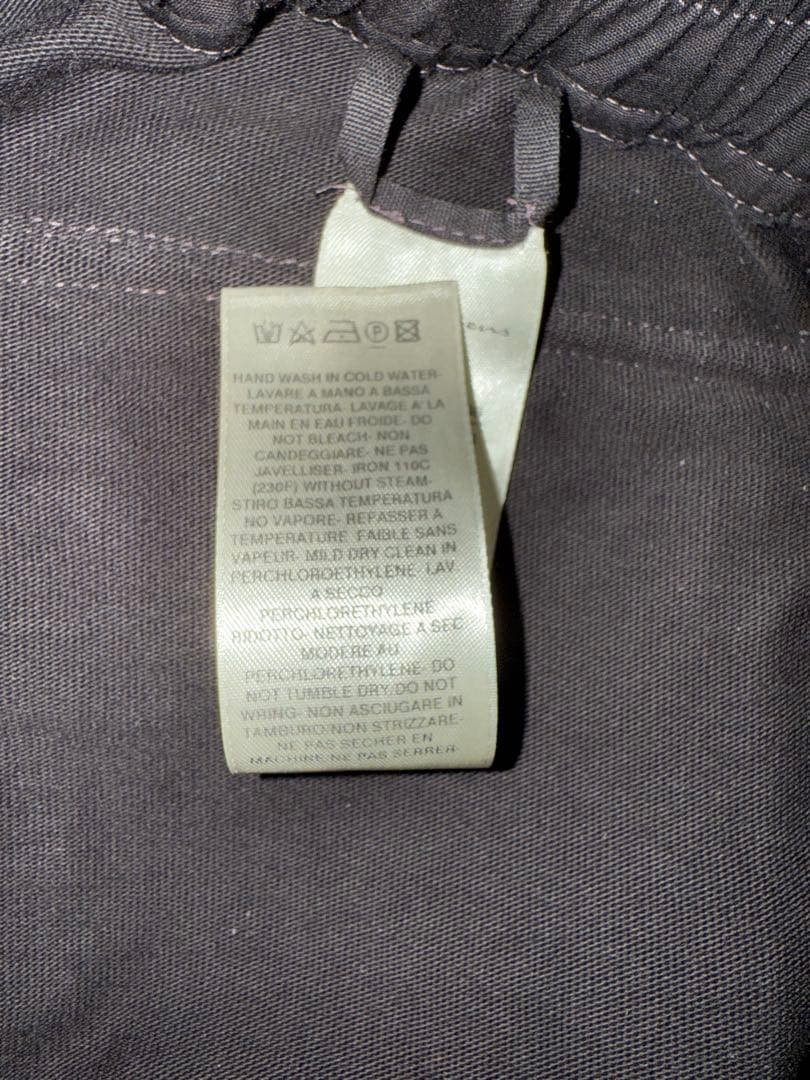 HAND WASH IN COLD WATER-
LAVARE A MANO A BASSA
TEMPERATURA- LAVAGE A LA
MAIN EN EAU FROIDE- DO
NOT BLEACH- NON
CANDEGGIARE- NE PAS
JAVELLISER- IRON 110C
(230F) WITHOUT STEAM-
STIRO BASSA TEMPERATURA
NO VAPORE- REPASSER A
TEMPERATURE FAIBLE SANS
VAPEUR- MILD DRY CLEAN IN
PERCHLOROETHYLENE- LAV
A SECCO
PERCHLORETHYLENE
RIDOTTO- NETTOYAGE A SEC
MODERE AU
PERCHLORETHYLENE- DO
NOT TUMBLE DRY/DO NOT
WRING- NON ASCIUGARE IN
TAMBURO/NON STRIZZARE-
NE PAS SECHER EN
MACHINE/NE PAS SERRER-